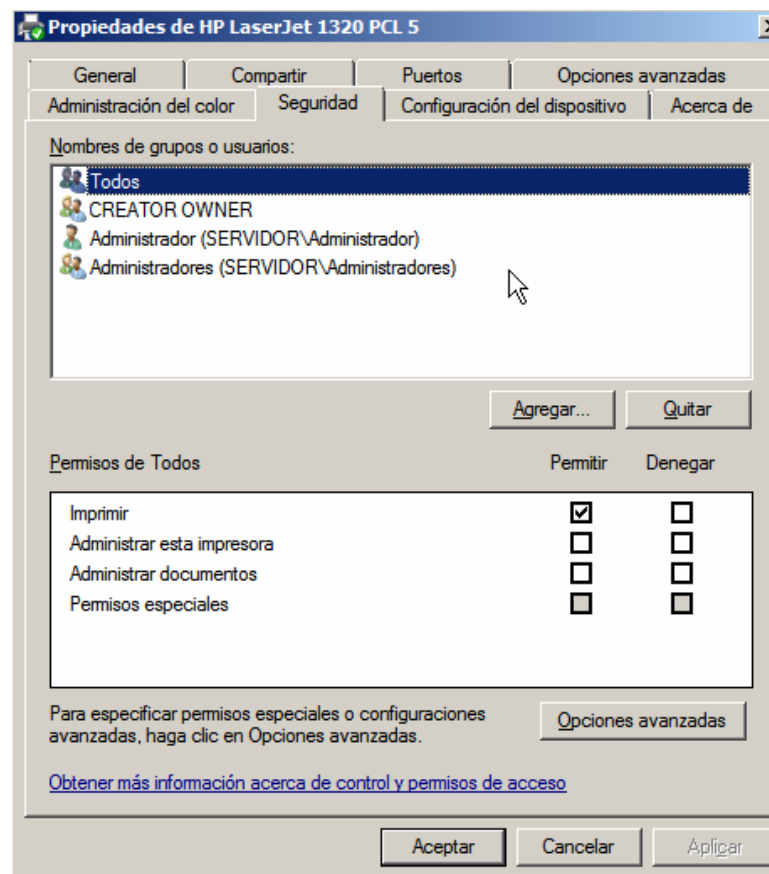 Propiedades de HP LaserJet 1320 PCL 5
General Compartir Puertos Opciones avanzadas
Administración del color Seguridad Configuración del dispositivo Acerca de
Nombres de grupos o usuarios:
Todos
CREATOR OWNER
Administrador (SERVIDOR\Administrador)
Administradores (SERVIDOR\Administradores)
Agregar... Quitar
Permisos de Todos Permitir Denegar
Imprimir
Administrar esta impresora
Administrar documentos
Permisos especiales
Para especificar permisos especiales o configuraciones
avanzadas, haga clic en Opciones avanzadas.
Opciones avanzadas
Obtener más información acerca de control y permisos de acceso
Aceptar Cancelar Aplicar